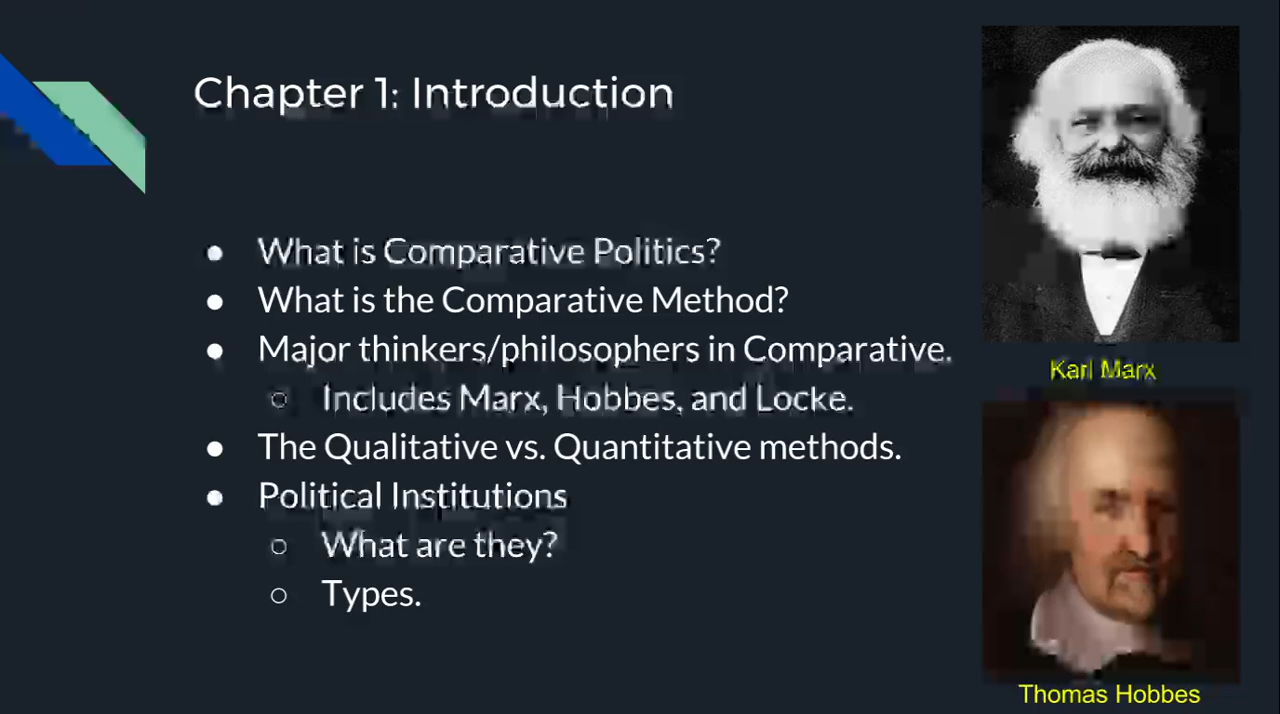 Chapter 1: Introduction
● What is Comparative Politics?
● What is the Comparative Method?
● Major thinkers/philosophers in Comparative.
○ Includes Marx, Hobbes, and Locke.
● The Qualitative vs. Quantitative methods.
● Political Institutions
○ What are they?
○ Types.
Karl Marx
Thomas Hobbes